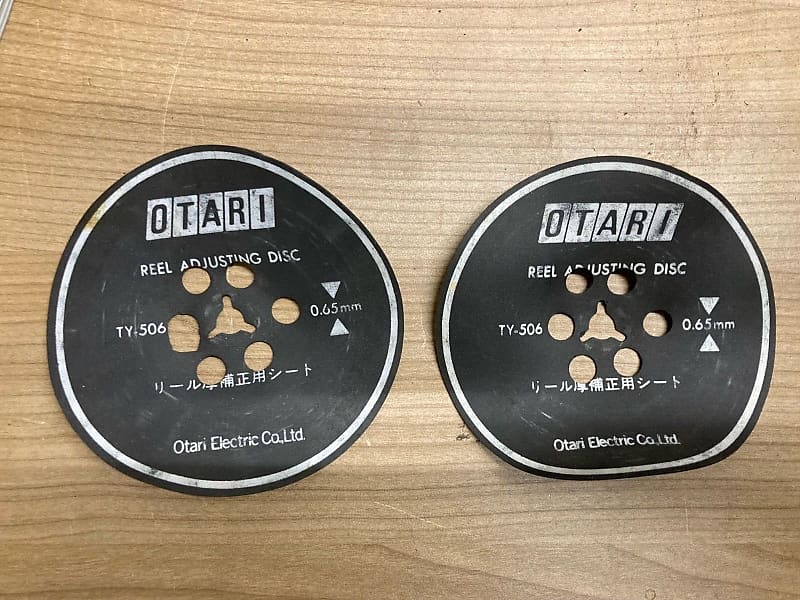 OTARI
REEL ADJUSTING DISC
0.65mm
TY-506
リール厚補正用シート
Otari Electric Co.,Ltd.
OTARI
REEL ADJUSTING DISC
TY-506
0.65mm
リール厚補正用シート
Otari Electric Co.,Ltd.